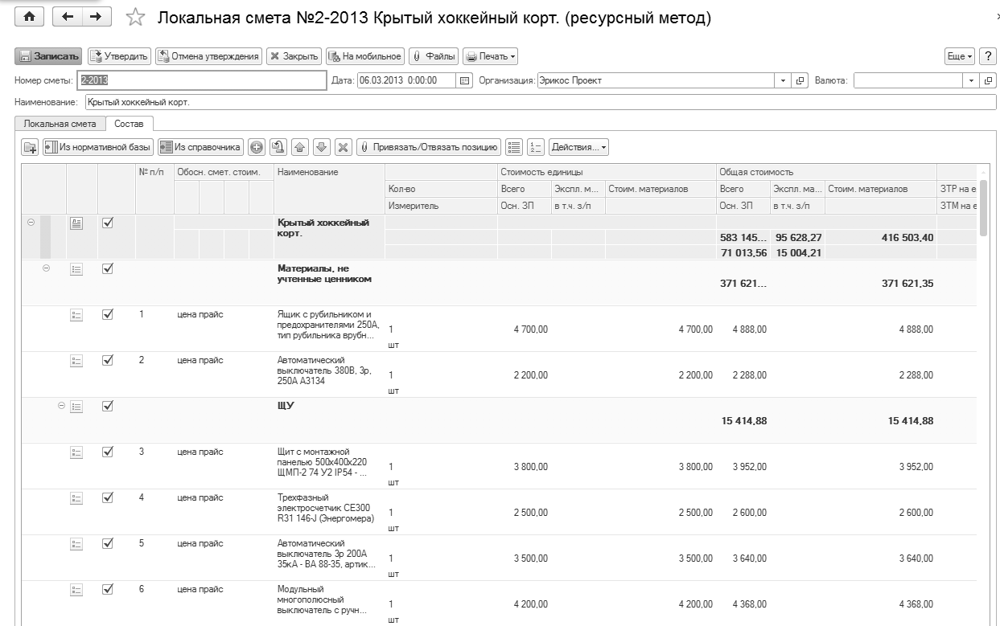 Локальная смета №2-2013 Крытый хоккейный корт. (ресурсный метод)
Записать Утвердить Отмена утверждения Закрыть На мобильное Файлы Печать Еще ?
Номер сметы: 2-2013 Дата: 06.03.2013 0:00:00 Организация: Эрикос Проект Валюта:
Наименование: Крытый хоккейный корт.
Локальная смета Состав
Из нормативной базы Из справочника Привязать/Отвязать позицию Действия...
№ п/п Обосн. смет. стоим. Наименование Стоимость единицы Общая стоимость
Кол-во Всего Экспл. м... Стоим. материалов Всего Экспл. ма... Стоим. материалов ЗТР на е
Измеритель Осн. ЗП в т.ч. з/п Осн. ЗП в т.ч. з/п ЗТМ на е
Крытый хоккейный
корт.
583 145... 95 628,27 416 503,40
71 013,56 15 004,21
Материалы, не
учтенные ценником
371 621... 371 621,35
1 цена прайс Ящик с рубильником и
предохранителями 250А,
тип рубильника врубн...
1 4 700,00 4 700,00 4 888,00 4 888,00
шт
2 цена прайс Автоматический
выключатель 380В, 3р,
250А А3134
1 2 200,00 2 200,00 2 288,00 2 288,00
шт
ЩУ
15 414,88 15 414,88
3 цена прайс Щит с монтажной
панелью 500х400х220
ЩМП-2 74 У2 IP54 - ...
1 3 800,00 3 800,00 3 952,00 3 952,00
шт
4 цена прайс Трехфазный
электросчетчик СЕ300
R31 146-J (Энергомера)
1 2 500,00 2 500,00 2 600,00 2 600,00
шт
5 цена прайс Автоматический
выключатель 3р 200А
35кА - ВА 88-35, артик...
1 3 500,00 3 500,00 3 640,00 3 640,00
шт
6 цена прайс Модульный
многополюсный
выключатель с ручн...
1 4 200,00 4 200,00 4 368,00 4 368,00
шт